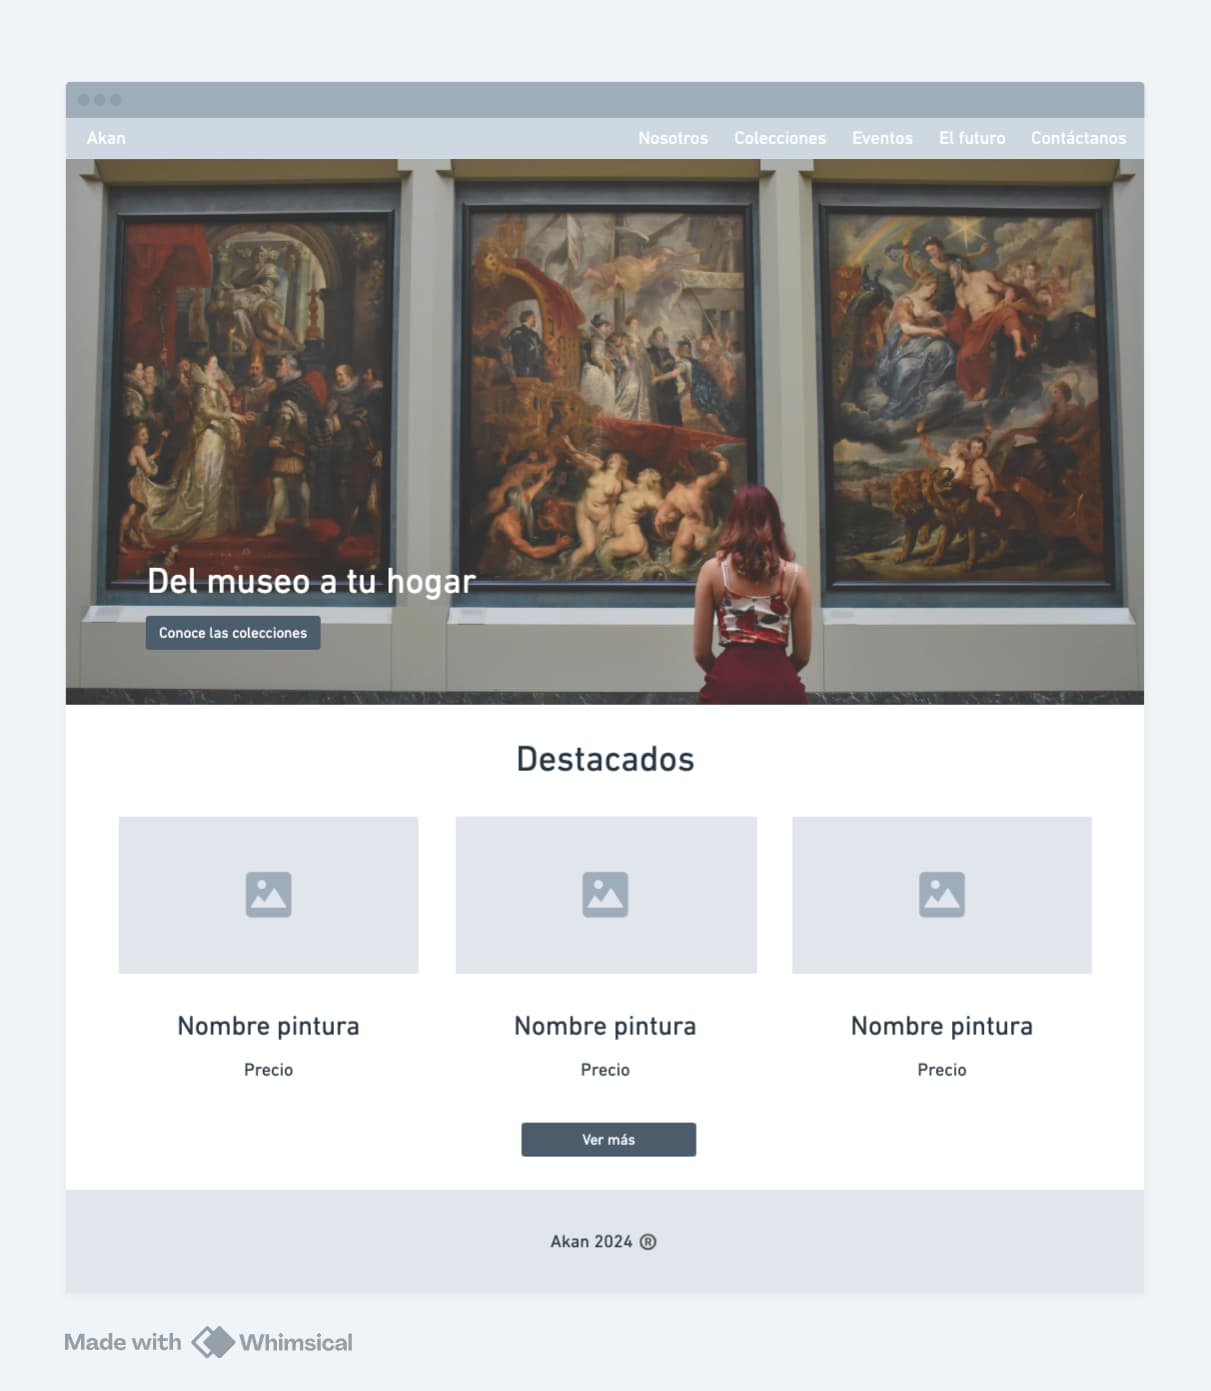 Akan
Nosotros Colecciones Eventos El futuro Contáctanos
Del museo a tu hogar
Conoce las colecciones
Destacados
Nombre pintura Nombre pintura Nombre pintura
Precio Precio Precio
Ver más
Akan 2024 ®
Made with Whimsical